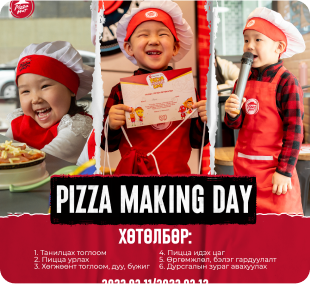 PIZZA MAKING DAY
ХӨТӨЛБӨР:
1. Танилцах тоглоом
2. Пицца урлах
3. Хөгжөөнт тоглоом, дуу, бүжиг
4. Пицца идэх цаг
5. Өргөмжлөл, бэлэг гардуулалт
6. Дурсгалын зураг авахуулах